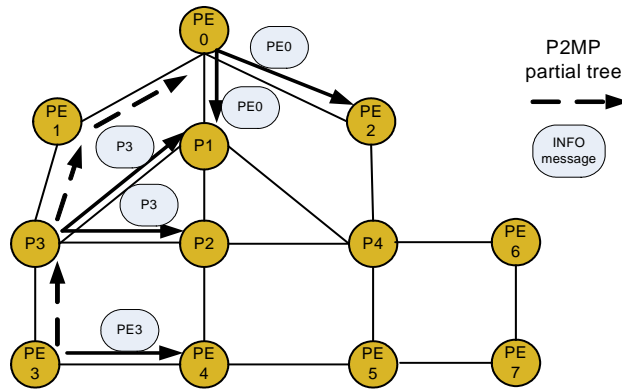 PE
0
PE0
P2MP
partial tree
PE
1
PE0
PE
2
INFO
message
P3
P1
P3
P3
P2
P4
PE
6
PE3
PE
3
PE
4
PE
5
PE
7